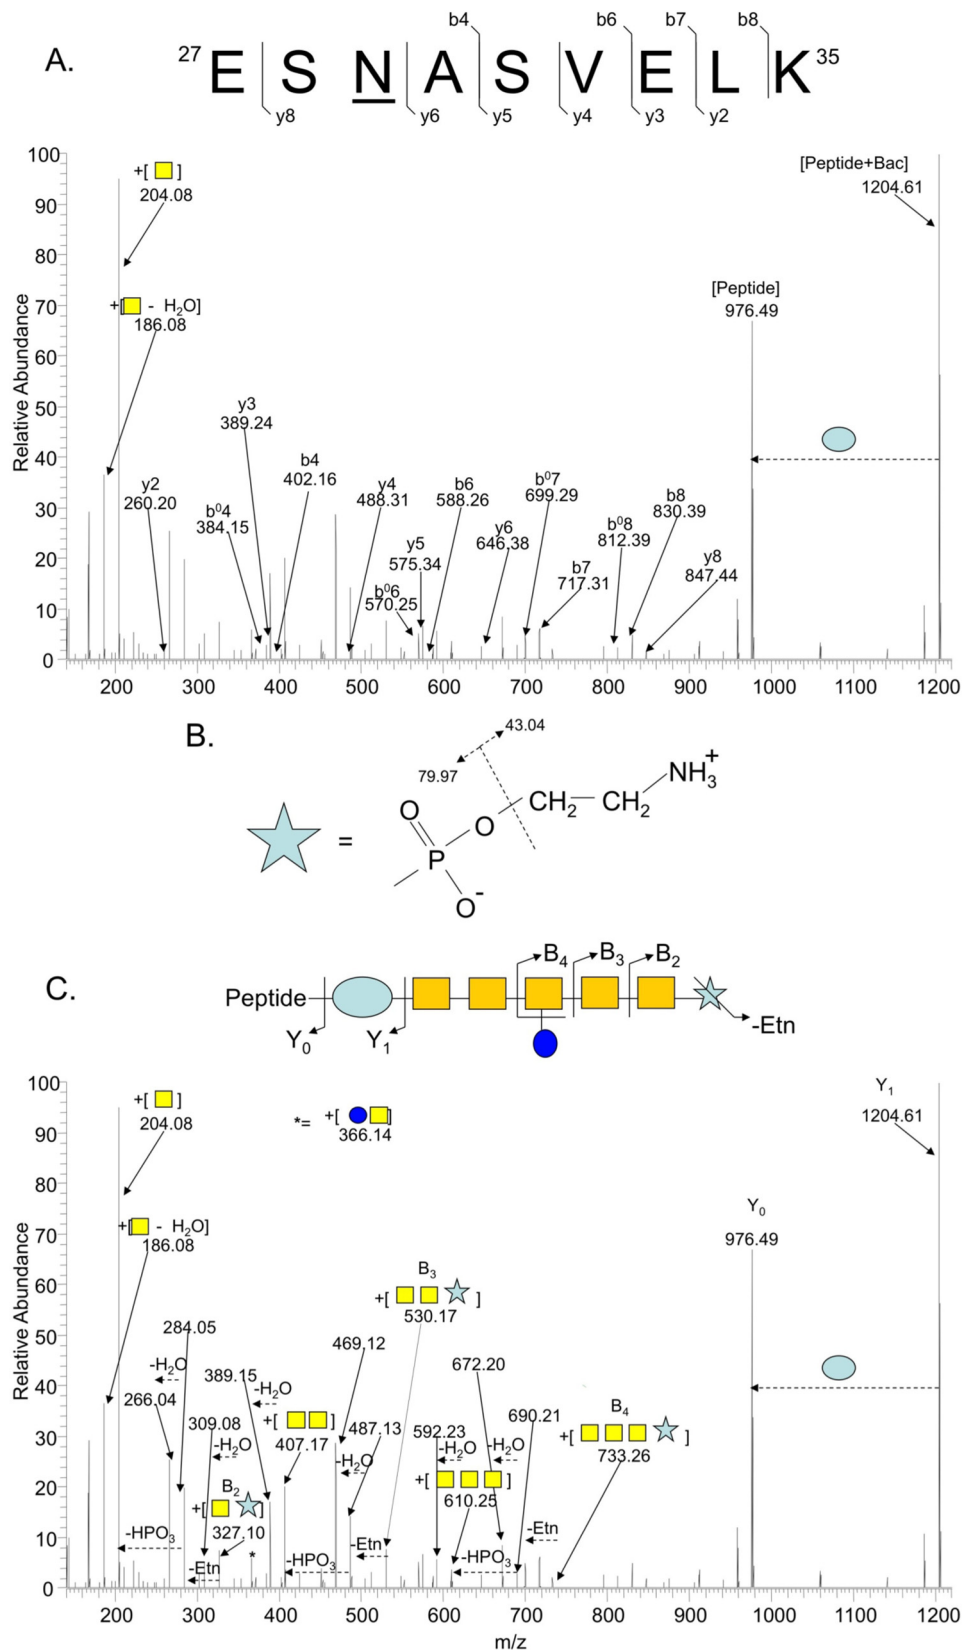 A.
27 E S N A S V E L K 35
b4 b6 b7 b8
y8 y6 y5 y4 y3 y2
Relative Abundance
100
90
80
70
60
50
40
30
20
10
0
+[ ]
204.08
+[ - H2O]
186.08
[Peptide+Bac]
1204.61
[Peptide]
976.49
y2
260.20
b⁰4
384.15
y3
389.24
b4
402.16
y4
488.31
b⁰6
570.25
y5
575.34
b6
588.26
y6
646.38
b⁰7
699.29
b7
717.31
b⁰8
812.39
b8
830.39
y8
847.44
200 300 400 500 600 700 800 900 1000 1100 1200
B.
43.04
79.97
=
O
P
O
O-
CH2 CH2
NH3+
C.
B4 B3 B2
Peptide
Y0 Y1
-Etn
Relative Abundance
100
90
80
70
60
50
40
30
20
10
0
+[ ]
204.08
+[ - H2O]
186.08
*= +[ ]
366.14
Y1
1204.61
Y0
976.49
B3
+[ ]
530.17
284.05
-H2O
266.04
309.08
-H2O
B2
+[ ]
327.10
-HPO3
-Etn
*
389.15
-H2O
+[ ]
407.17
-HPO3
469.12
-H2O
487.13
-Etn
592.23
-H2O
+[ ]
610.25
-HPO3
672.20
-H2O
690.21
-Etn
B4
+[ ]
733.26
200 300 400 500 600 700 800 900 1000 1100 1200
m/z